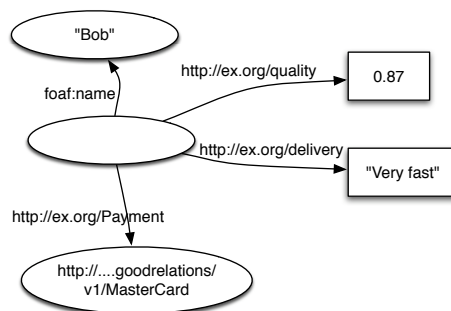 "Bob"
http://ex.org/quality
0.87
foaf:name
http://ex.org/delivery
"Very fast"
http://ex.org/Payment
http://....goodrelations/
v1/MasterCard